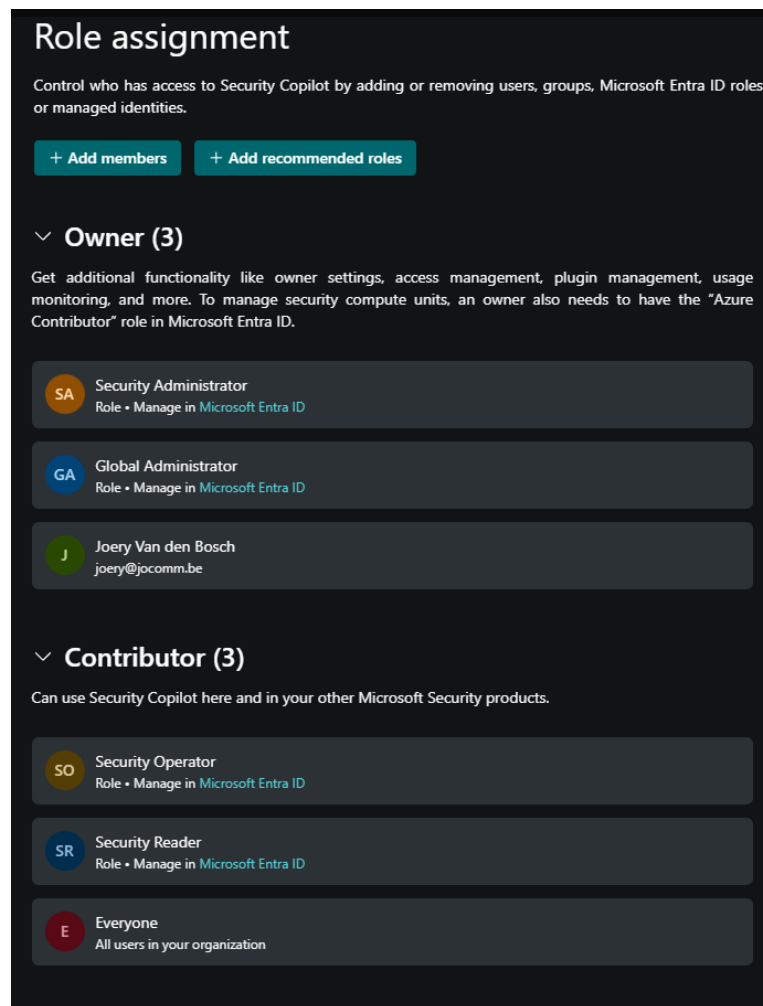 Role assignment
Control who has access to Security Copilot by adding or removing users, groups, Microsoft Entra ID roles
or managed identities.
+ Add members
+ Add recommended roles
Owner (3)
Get additional functionality like owner settings, access management, plugin management, usage
monitoring, and more. To manage security compute units, an owner also needs to have the “Azure
Contributor” role in Microsoft Entra ID.
SA
Security Administrator
Role • Manage in Microsoft Entra ID
GA
Global Administrator
Role • Manage in Microsoft Entra ID
J
Joery Van den Bosch
joery@jocomm.be
Contributor (3)
Can use Security Copilot here and in your other Microsoft Security products.
SO
Security Operator
Role • Manage in Microsoft Entra ID
SR
Security Reader
Role • Manage in Microsoft Entra ID
E
Everyone
All users in your organization